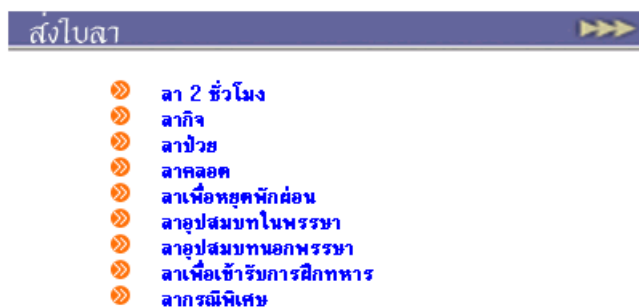 ส่งใบลา
ลา 2 ชั่วโมง
ลากิจ
ลาป่วย
ลาคลอด
ลาเพื่อหยุดพักผ่อน
ลาอุปสมบทในพรรษา
ลาอุปสมบทนอกพรรษา
ลาเพื่อเข้ารับการฝึกทหาร
ลากรณีพิเศษ